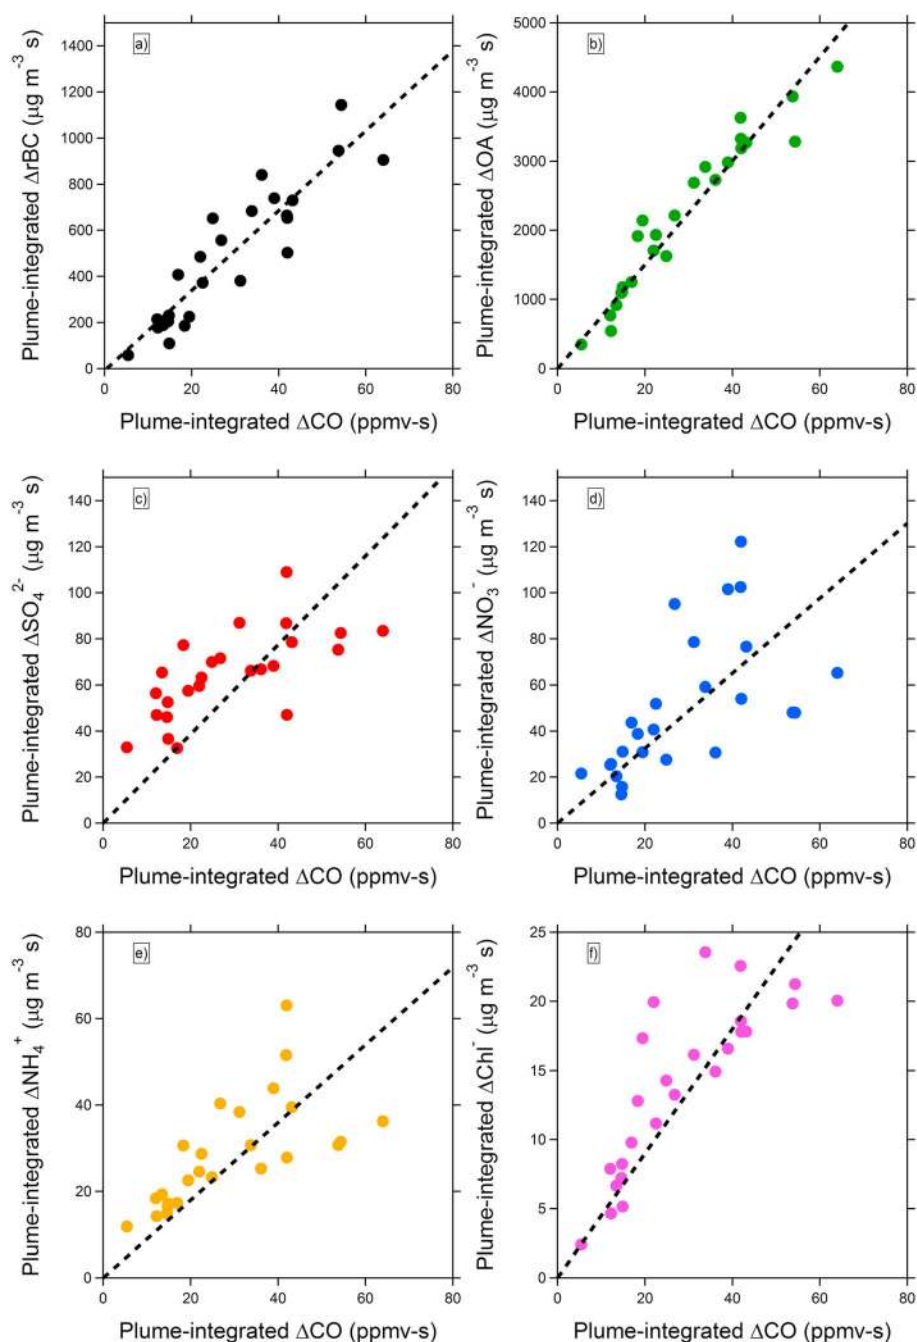 a)
1400
1200
1000
800
600
400
200
0
Plume-integrated ΔrBC (µg m⁻³ s)
0 20 40 60 80
Plume-integrated ΔCO (ppmv-s)
b)
5000
4000
3000
2000
1000
0
Plume-integrated ΔOA (µg m⁻³ s)
0 20 40 60 80
Plume-integrated ΔCO (ppmv-s)
c)
140
120
100
80
60
40
20
0
Plume-integrated ΔSO₄²⁻ (µg m⁻³ s)
0 20 40 60 80
Plume-integrated ΔCO (ppmv-s)
d)
140
120
100
80
60
40
20
0
Plume-integrated ΔNO₃⁻ (µg m⁻³ s)
0 20 40 60 80
Plume-integrated ΔCO (ppmv-s)
e)
80
60
40
20
0
Plume-integrated ΔNH₄⁺ (µg m⁻³ s)
0 20 40 60 80
Plume-integrated ΔCO (ppmv-s)
f)
25
20
15
10
5
0
Plume-integrated ΔChl⁻ (µg m⁻³ s)
0 20 40 60 80
Plume-integrated ΔCO (ppmv-s)